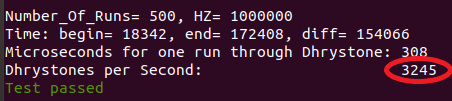 Number_Of_Runs= 500, HZ= 1000000
Time: begin= 18342, end= 172408, diff= 154066
Microseconds for one run through Dhrystone: 308
Dhrystones per Second: 3245
Test passed